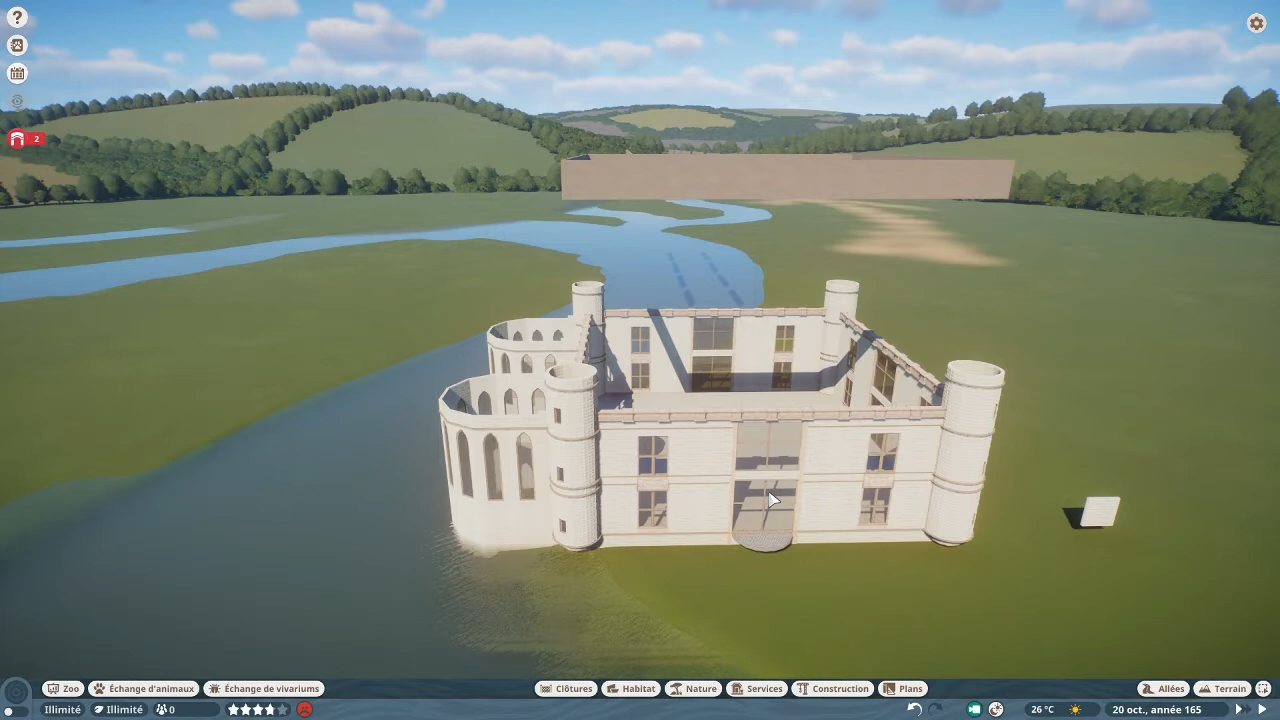 ?
2
Zoo
Échange d'animaux
Échange de vivariums
Clôtures
Habitat
Nature
Services
Construction
Plans
Allées
Terrain
Illimité
Illimité
0
26 °C
20 oct., année 165